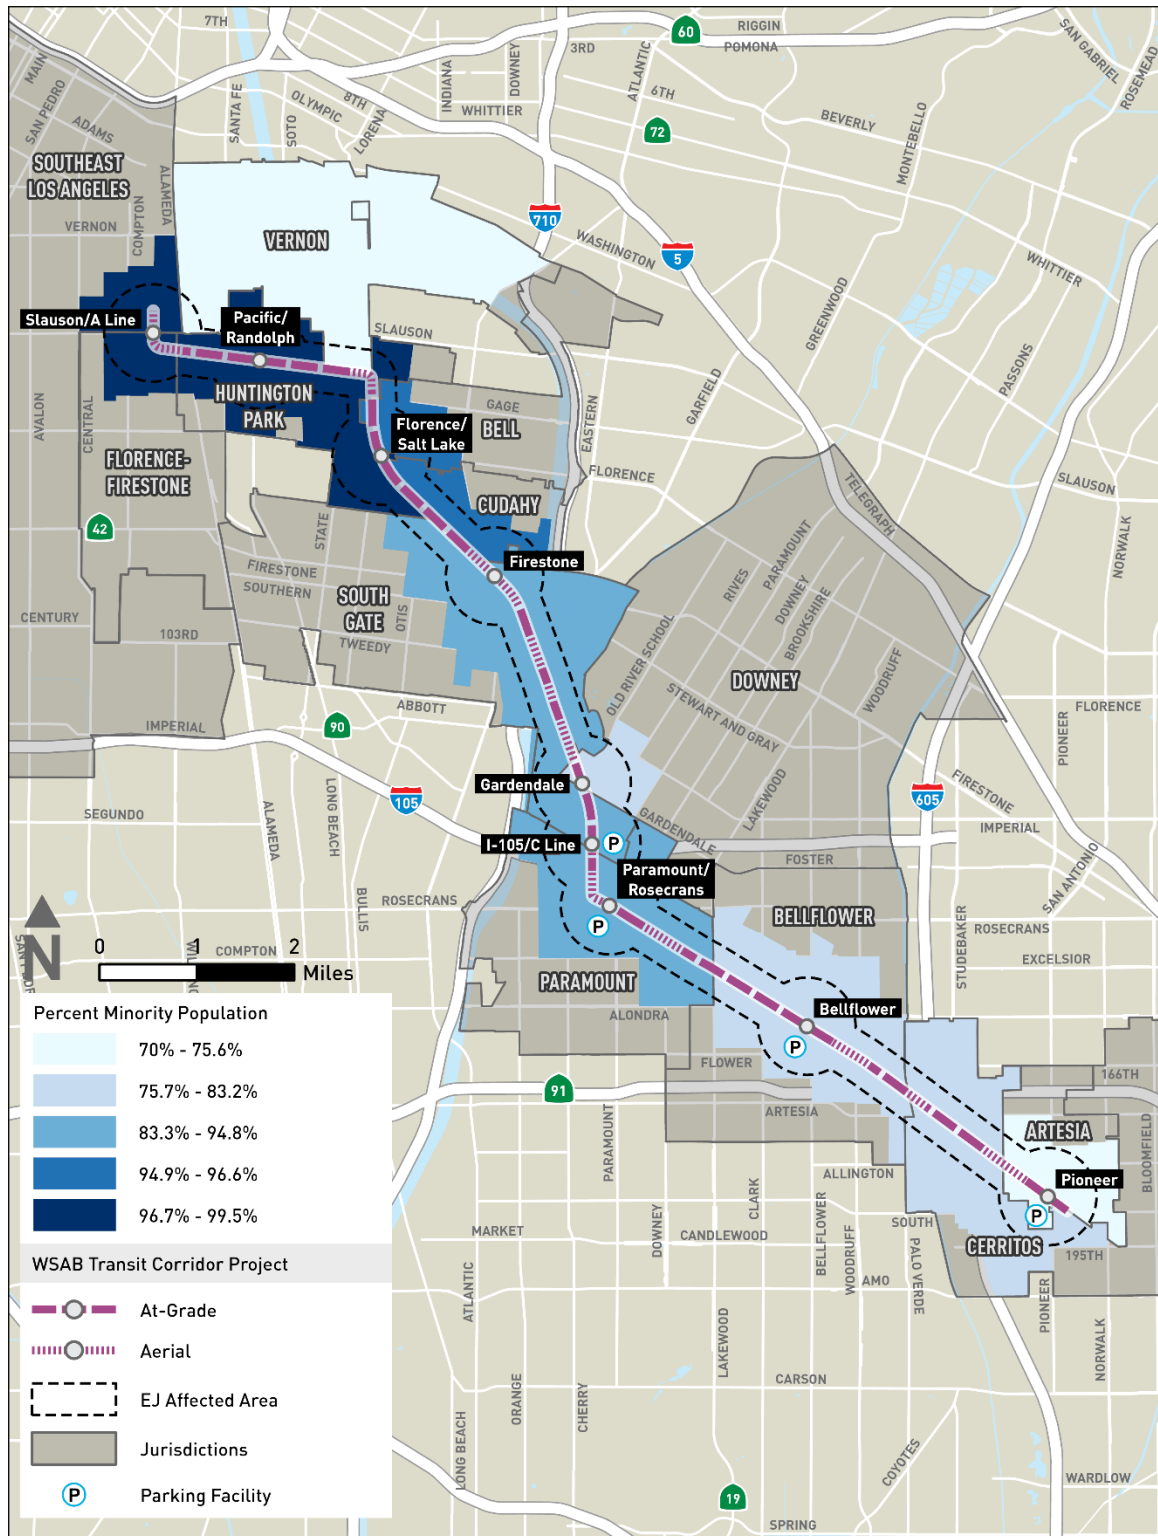 7TH
RIGGIN
60
POMONA
3RD
SAN GABRIEL
ROSEMEAD
MAIN
SAN PEDRO
ADAMS
SANTA FE
OLYMPIC
8TH
SOTO
LORENA
INDIANA
DOWNEY
WHITTIER
ATLANTIC
6TH
72
BEVERLY
MONTEBELLO
SOUTHEAST
LOS ANGELES
ALAMEDA
COMPTON
VERNON
VERNON
710
WASHINGTON
5
WHITTIER
GREENWOOD
PASSONS
Slauson/A Line
Pacific/
Randolph
SLAUSON
HUNTINGTON
PARK
AVALON
CENTRAL
GAGE
BELL
EASTERN
GARFIELD
Florence/
Salt Lake
FLORENCE-
FIRESTONE
FLORENCE
CUDAHY
TELEGRAPH
SLAUSON
NORWALK
42
STATE
FIRESTONE
SOUTHERN
Firestone
SOUTH
GATE
OTIS
TWEEDY
CENTURY
103RD
RIVES
PARAMOUNT
DOWNEY
BROOKSHIRE
WOODRUFF
OLD RIVER SCHOOL
DOWNEY
STEWART AND GRAY
IMPERIAL
ABBOTT
90
FLORENCE
PIONEER
LONG BEACH
ALAMEDA
SEGUNDO
105
Gardendale
GARDENDALE
LAKEWOOD
605
FIRESTONE
IMPERIAL
I-105/C Line
P
FOSTER
Paramount/
Rosecrans
SAN ANTONIO
BULLIS
ROSECRANS
P
BELLFLOWER
STUDEBAKER
ROSECRANS
EXCELSIOR
N
0 1 2
Miles
COMPTON
PARAMOUNT
ALONDRA
Bellflower
P
FLOWER
91
ARTESIA
166TH
ARTESIA
PARAMOUNT
BLOOMFIELD
ALLINGTON
Pioneer
P
CLARK
DOWNEY
MARKET
CANDLEWOOD
BELLFLOWER
WOODRUFF
SOUTH
PALO VERDE
CERRITOS
195TH
AMO
PIONEER
NORWALK
ATLANTIC
LAKEWOOD
CARSON
ORANGE
CHERRY
LONG BEACH
COYOTES
WARDLOW
19
SPRING
Percent Minority Population
70% - 75.6%
75.7% - 83.2%
83.3% - 94.8%
94.9% - 96.6%
96.7% - 99.5%
WSAB Transit Corridor Project
At-Grade
Aerial
EJ Affected Area
Jurisdictions
P Parking Facility